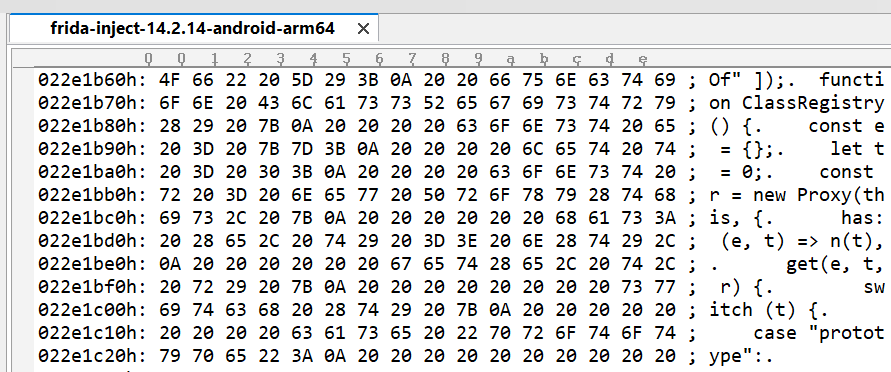 frida-inject-14.2.14-android-arm64 ×
0 0 1 2 3 4 5 6 7 8 9 a b c d e
022e1b60h: 4F 66 22 20 5D 29 3B 0A 20 20 66 75 6E 63 74 69 ; Of" ]);.  functi
022e1b70h: 6F 6E 20 43 6C 61 73 73 52 65 67 69 73 74 72 79 ; on ClassRegistry
022e1b80h: 28 29 20 7B 0A 20 20 20 20 63 6F 6E 73 74 20 65 ; () {.    const e
022e1b90h: 20 3D 20 7B 7D 3B 0A 20 20 20 20 6C 65 74 20 74 ;  = {};.    let t
022e1ba0h: 20 3D 20 30 3B 0A 20 20 20 20 63 6F 6E 73 74 20 ;  = 0;.    const 
022e1bb0h: 72 20 3D 20 6E 65 77 20 50 72 6F 78 79 28 74 68 ; r = new Proxy(th
022e1bc0h: 69 73 2C 20 7B 0A 20 20 20 20 20 20 68 61 73 3A ; is, {.      has:
022e1bd0h: 20 28 65 2C 20 74 29 20 3D 3E 20 6E 28 74 29 2C ;  (e, t) => n(t),
022e1be0h: 0A 20 20 20 20 20 20 67 65 74 28 65 2C 20 74 2C ; .      get(e, t,
022e1bf0h: 20 72 29 20 7B 0A 20 20 20 20 20 20 20 20 73 77 ;  r) {.        sw
022e1c00h: 69 74 63 68 20 28 74 29 20 7B 0A 20 20 20 20 20 ; itch (t) {.
022e1c10h: 20 20 20 20 63 61 73 65 20 22 70 72 6F 74 6F 74 ;     case "protot
022e1c20h: 79 70 65 22 3A 0A 20 20 20 20 20 20 20 20 20 20 ; ype":.